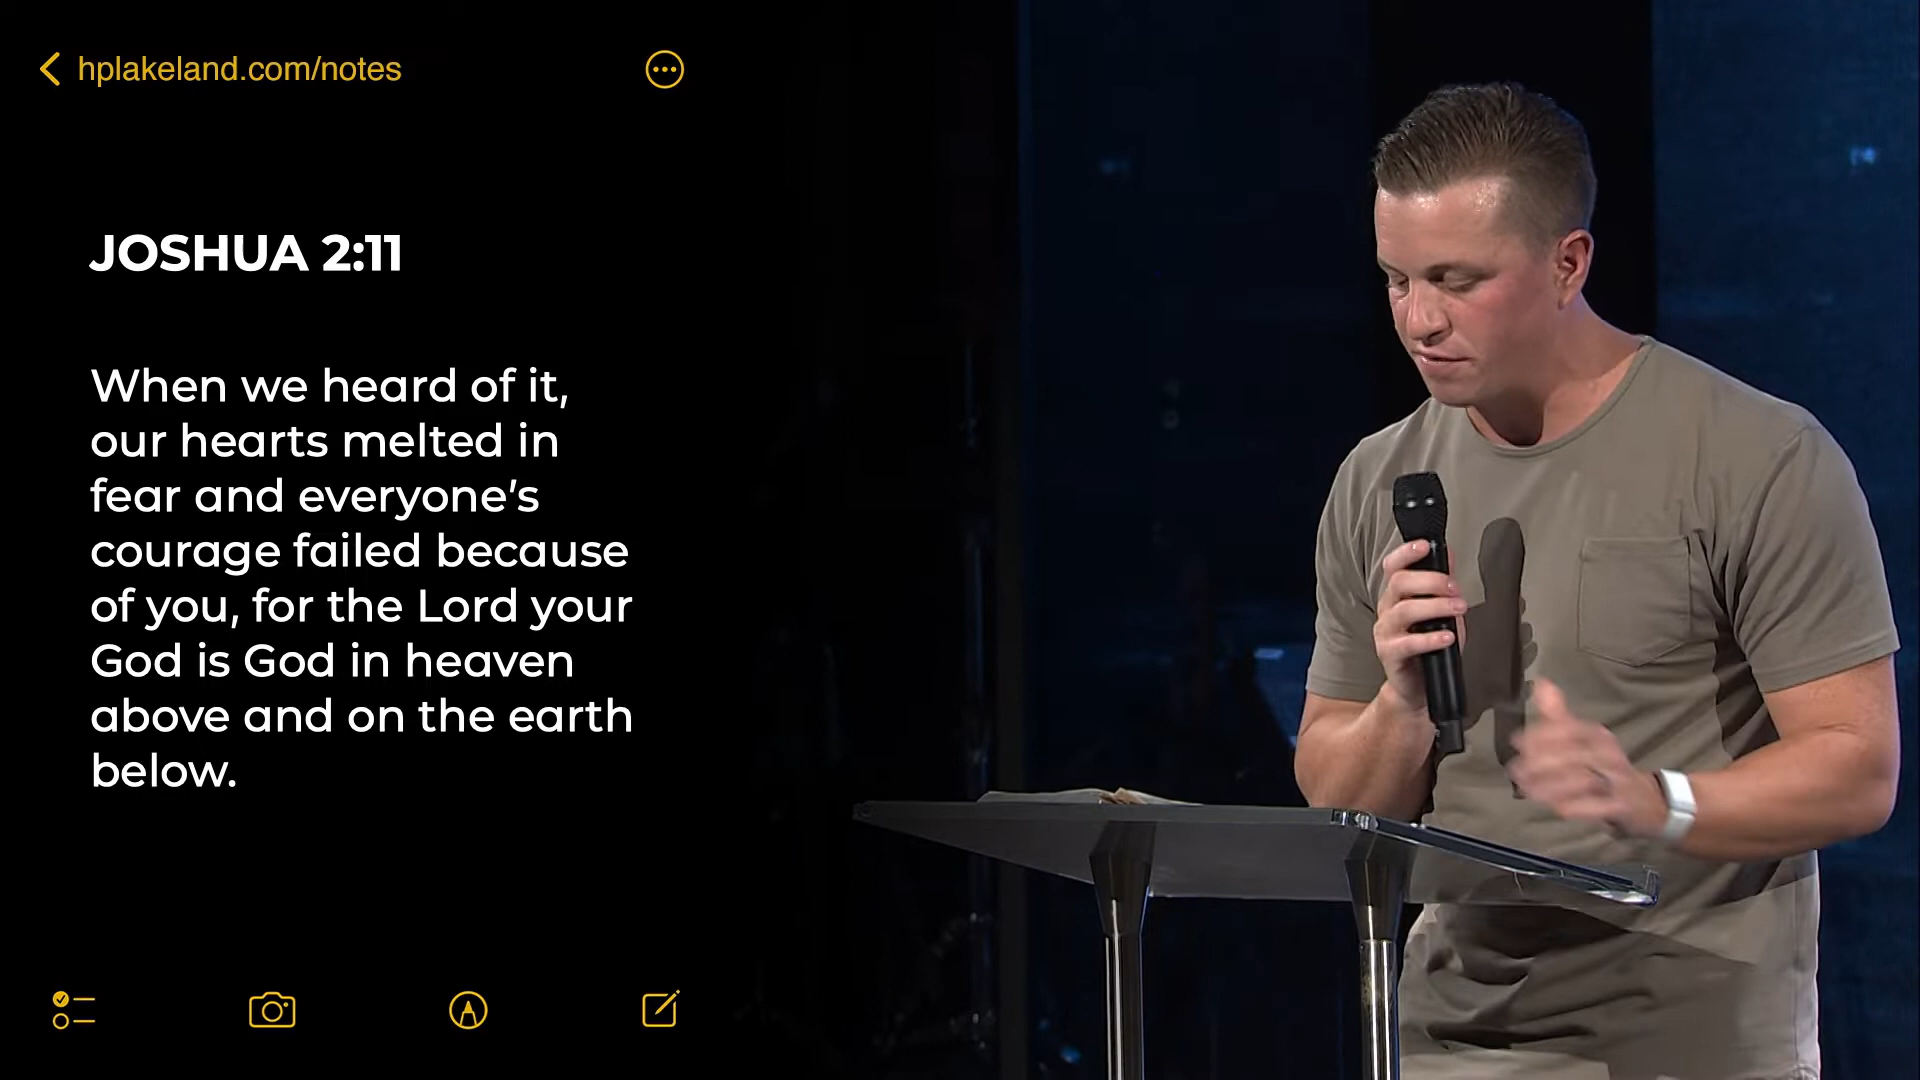 hplakeland.com/notes
JOSHUA 2:11
When we heard of it,
our hearts melted in
fear and everyone's
courage failed because
of you, for the Lord your
God is God in heaven
above and on the earth
below.